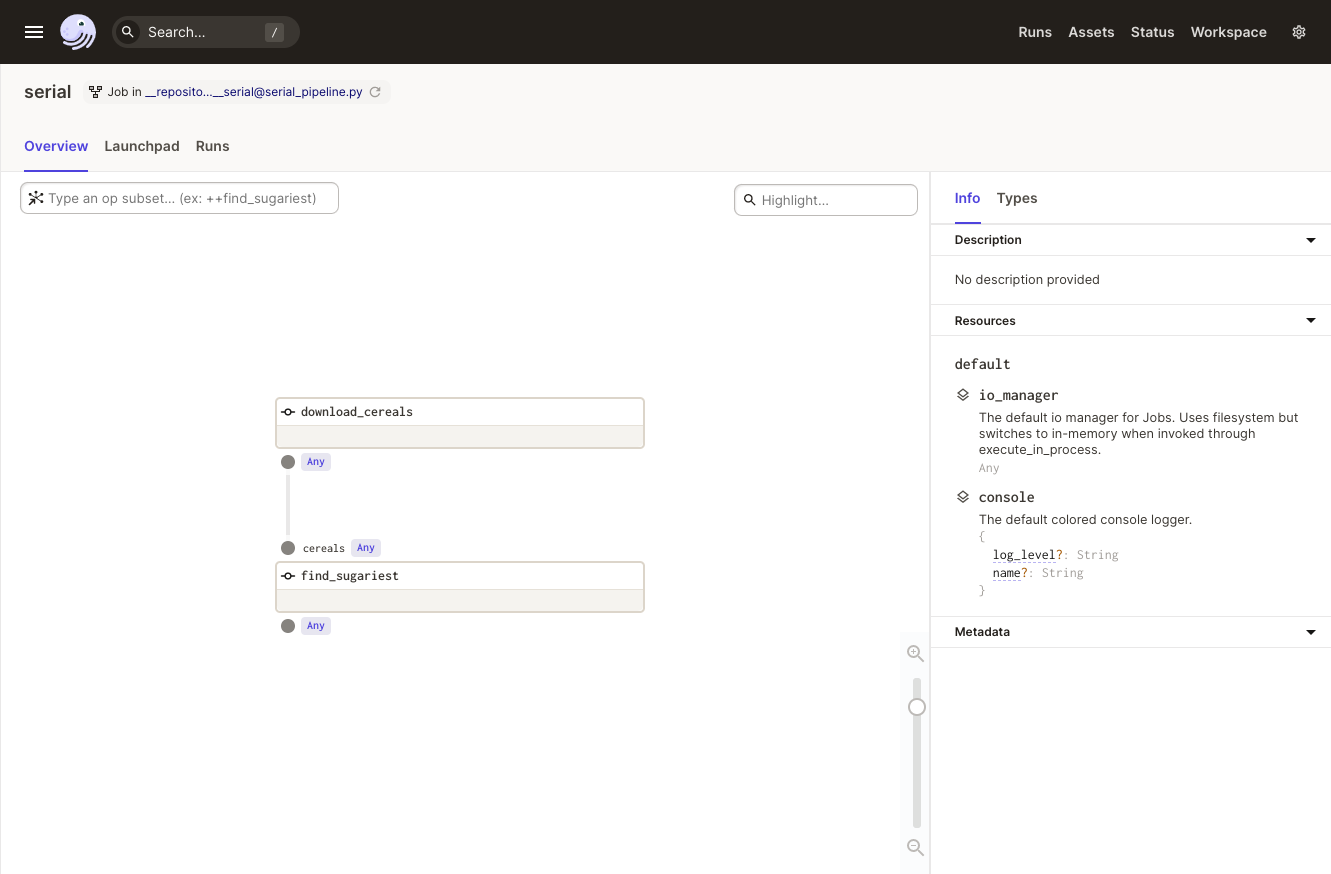 Search... /
Runs Assets Status Workspace
serial Job in __reposito...__serial@serial_pipeline.py
Overview Launchpad Runs
Type an op subset... (ex: ++find_sugariest)
Highlight...
download_cereals
Any
cereals Any
find_sugariest
Any
Info Types
Description
No description provided
Resources
default
io_manager
The default io manager for Jobs. Uses filesystem but
switches to in-memory when invoked through
execute_in_process.
Any
console
The default colored console logger.
{
log_level?: String
name?: String
}
Metadata